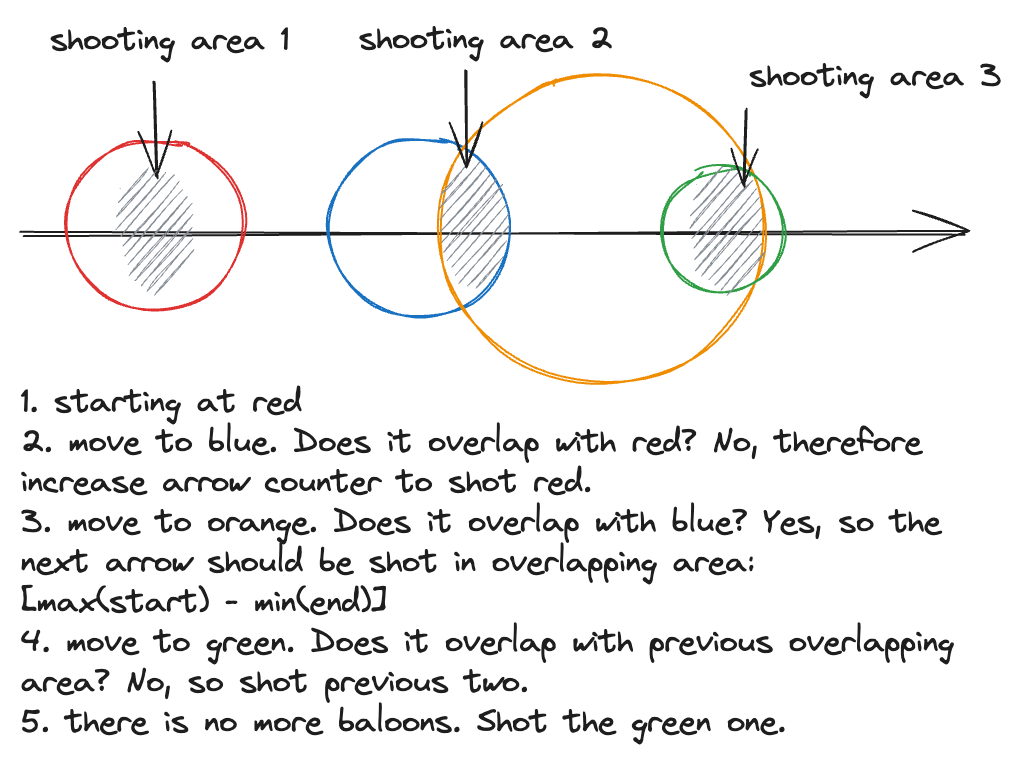 shooting area 1
shooting area 2
shooting area 3
1. starting at red
2. move to blue. Does it overlap with red? No, therefore
increase arrow counter to shot red.
3. move to orange. Does it overlap with blue? Yes, so the
next arrow should be shot in overlapping area:
[max(start) - min(end)]
4. move to green. Does it overlap with previous overlapping
area? No, so shot previous two.
5. there is no more baloons. Shot the green one.